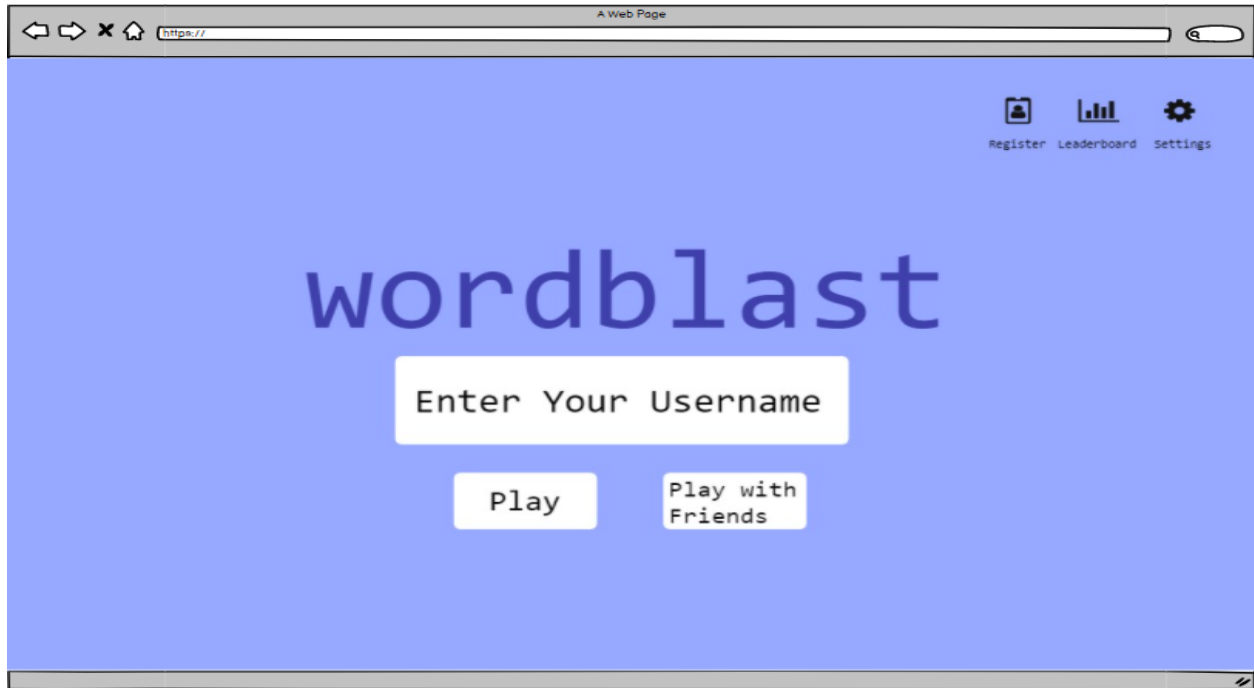 A Web Page
https://
Register Leaderboard Settings
wordblast
Enter Your Username
Play
Play with
Friends